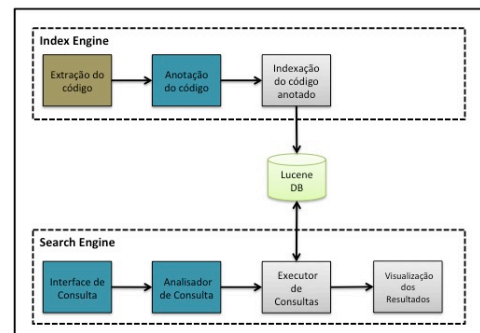 Index Engine
Extração do
código
Anotação
do código
Indexação
do código
anotado
Lucene
DB
Search Engine
Interface de
Consulta
Analisador
de Consulta
Executor
de
Consultas
Visualização
dos
Resultados